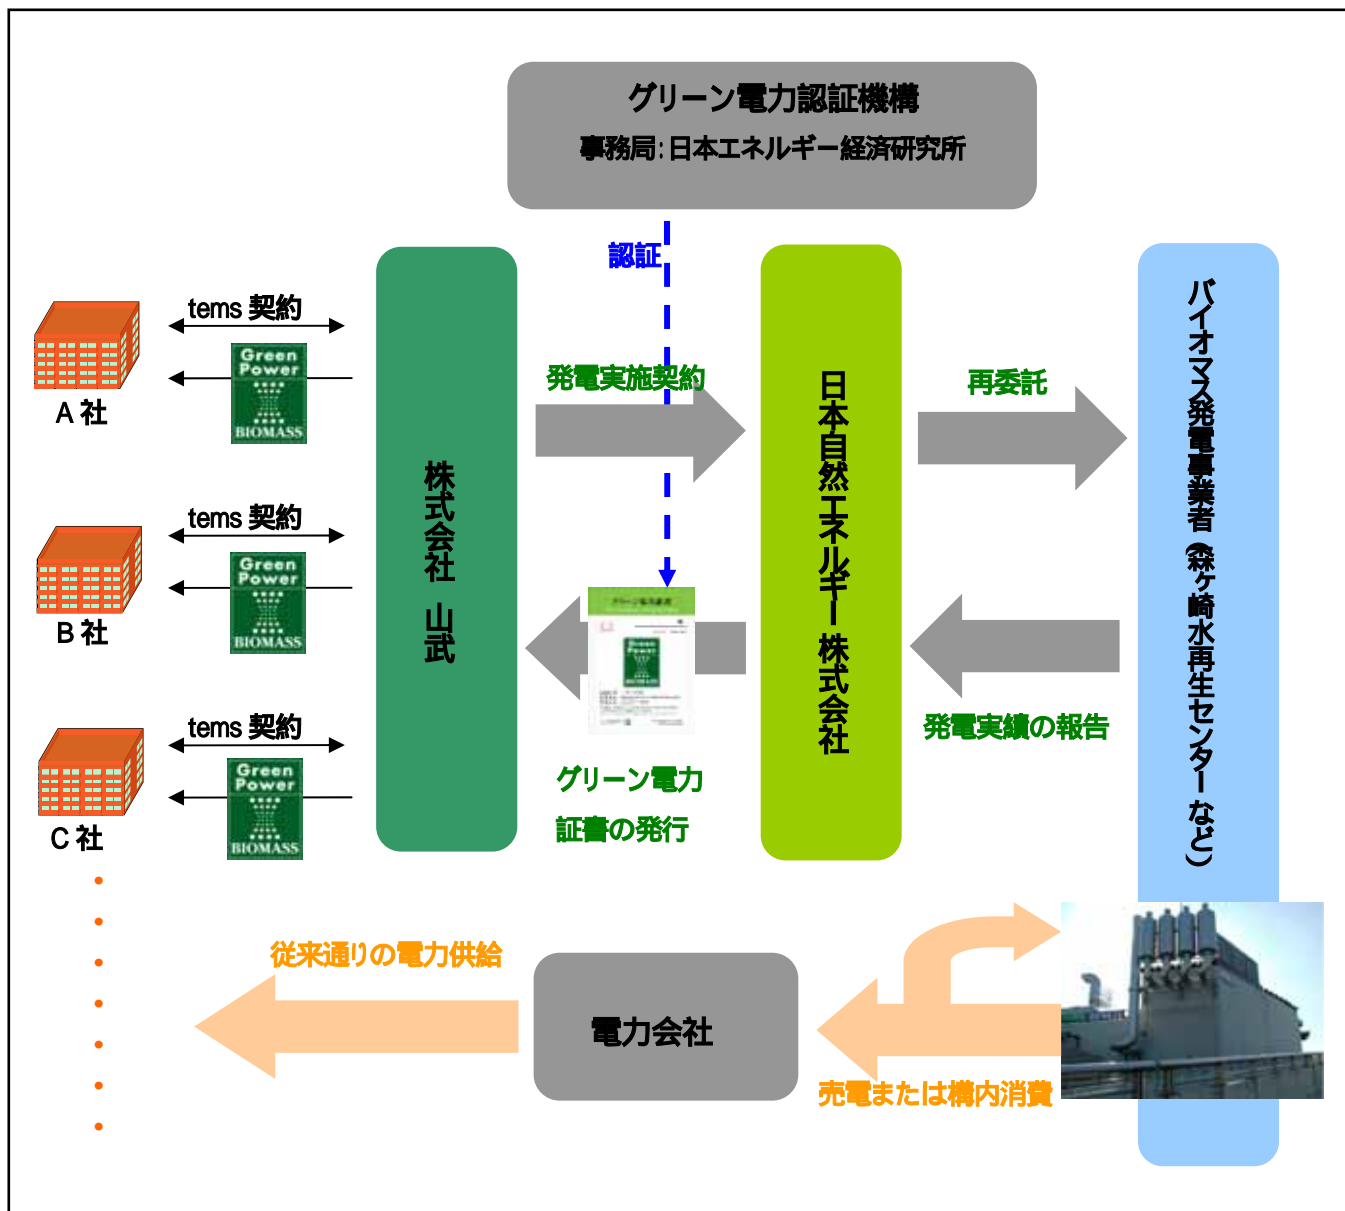 グリーン電力認証機構
事務局：日本エネルギー経済研究所
認証
tems 契約
Green
Power
BIOMASS
A 社
tems 契約
Green
Power
BIOMASS
B 社
tems 契約
Green
Power
BIOMASS
C 社
株式会社 山武
発電実施契約
グリーン電力
証書の発行
日本自然エネルギー株式会社
再委託
発電実績の報告
バイオマス発電事業者（森ヶ崎水再生センターなど）
従来通りの電力供給
電力会社
売電または構内消費